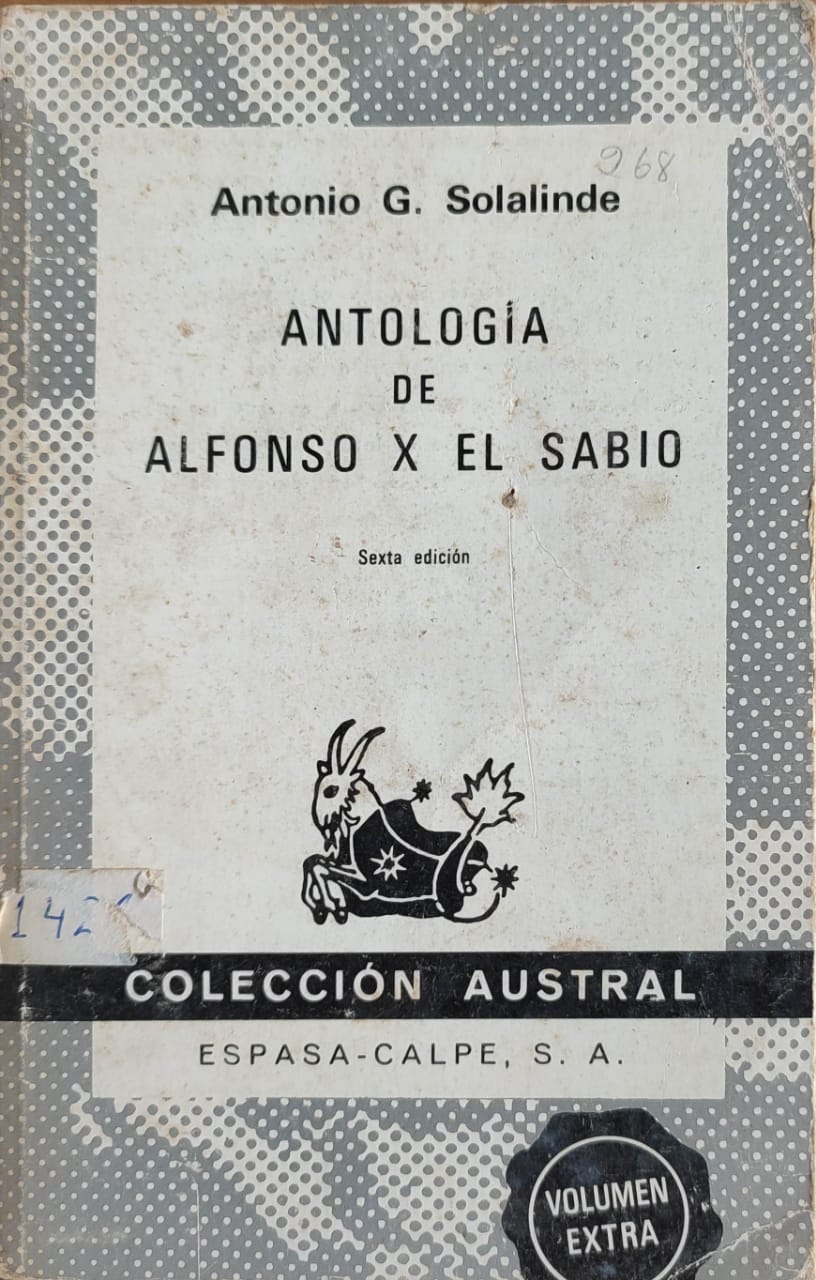 968
Antonio G. Solalinde
ANTOLOGÍA
DE
ALFONSO X EL SABIO
Sexta edición
COLECCIÓN AUSTRAL
ESPASA-CALPE, S. A.
VOLUMEN
EXTRA